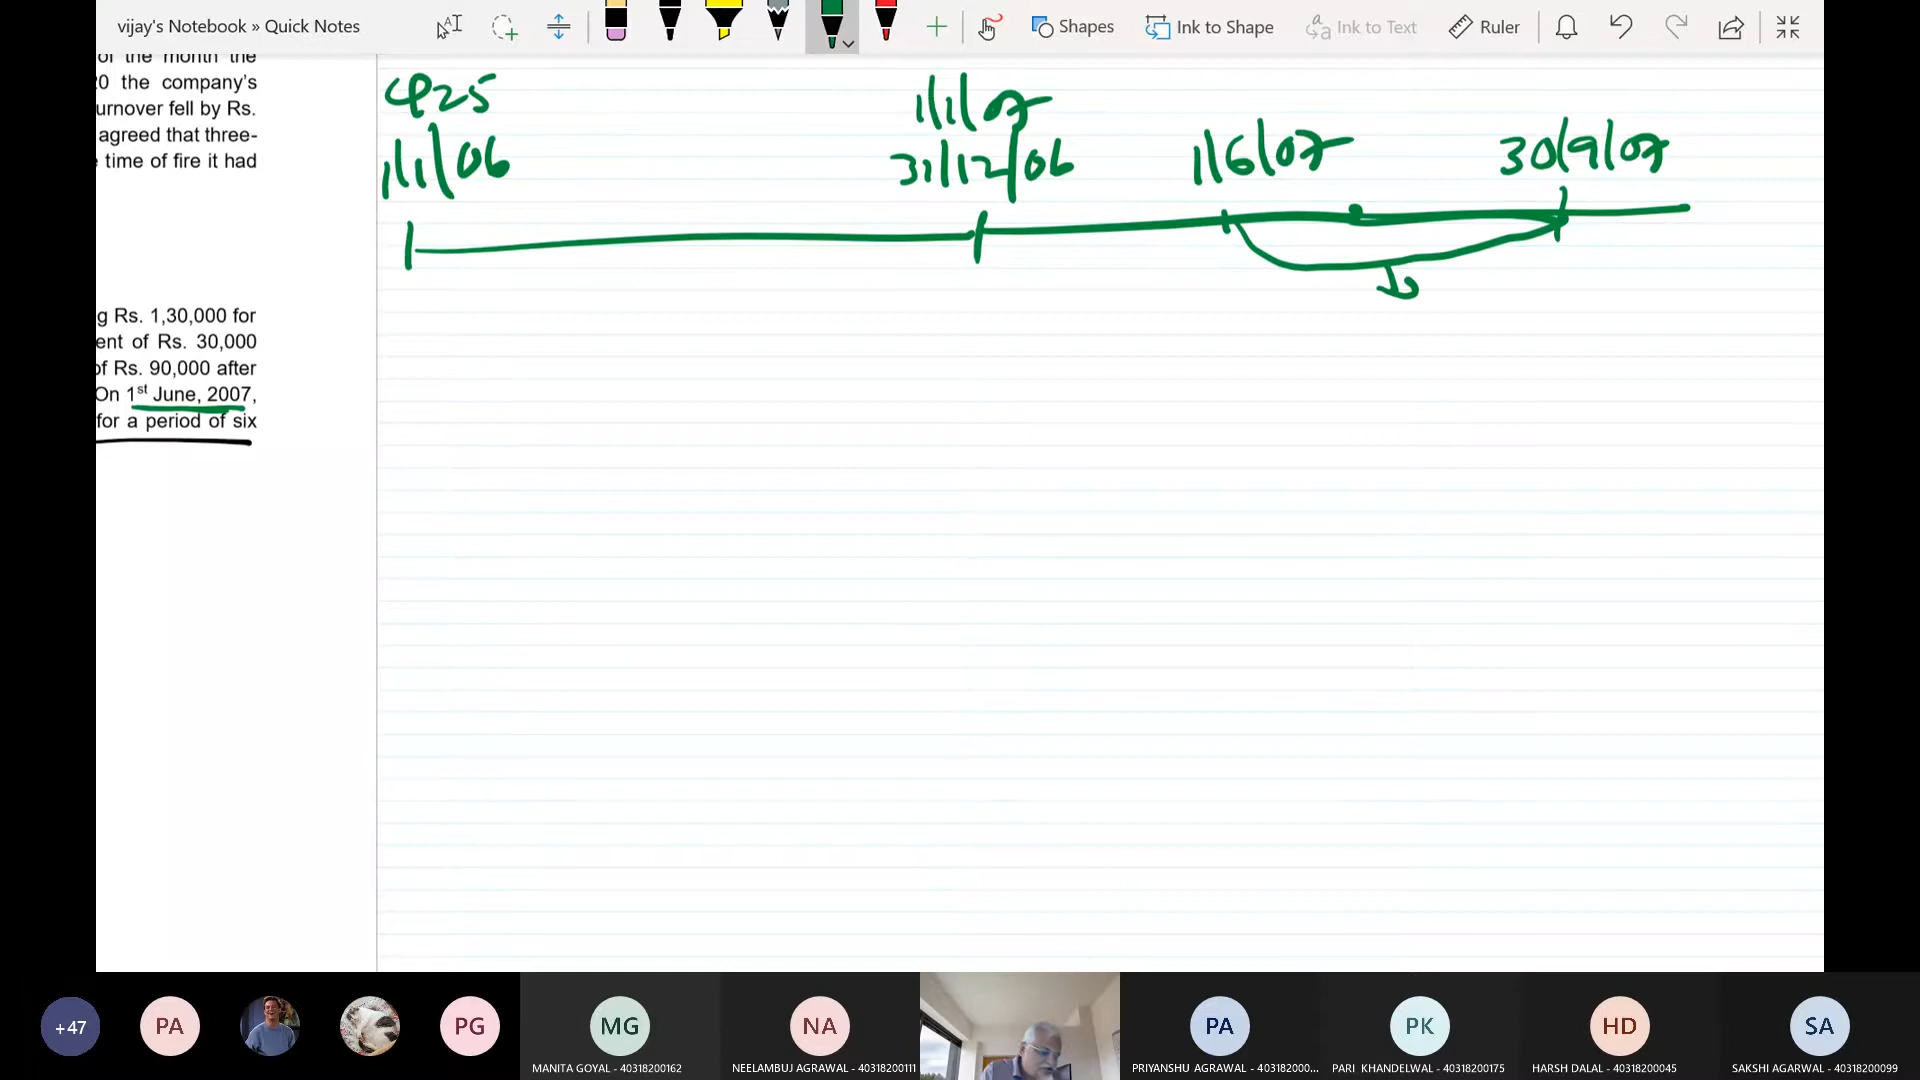 vijay's Notebook » Quick Notes
Shapes
Ink to Shape
Ink to Text
Ruler
of the month the
20 the company's
urnover fell by Rs.
agreed that three-
time of fire it had
g Rs. 1,30,000 for
ent of Rs. 30,000
of Rs. 90,000 after
On 1st June, 2007,
for a period of six
25
1/1/06
1/1/07
31/12/06
1/6/07
30/9/07
+47
PA
PG
MG
MANITA GOYAL - 40318200162
NA
NEELAMBUJ AGRAWAL - 40318200111
PA
PRIYANSHU AGRAWAL - 40318200...
PK
PARI KHANDELWAL - 40318200175
HD
HARSH DALAL - 40318200045
SA
SAKSHI AGARWAL - 40318200099